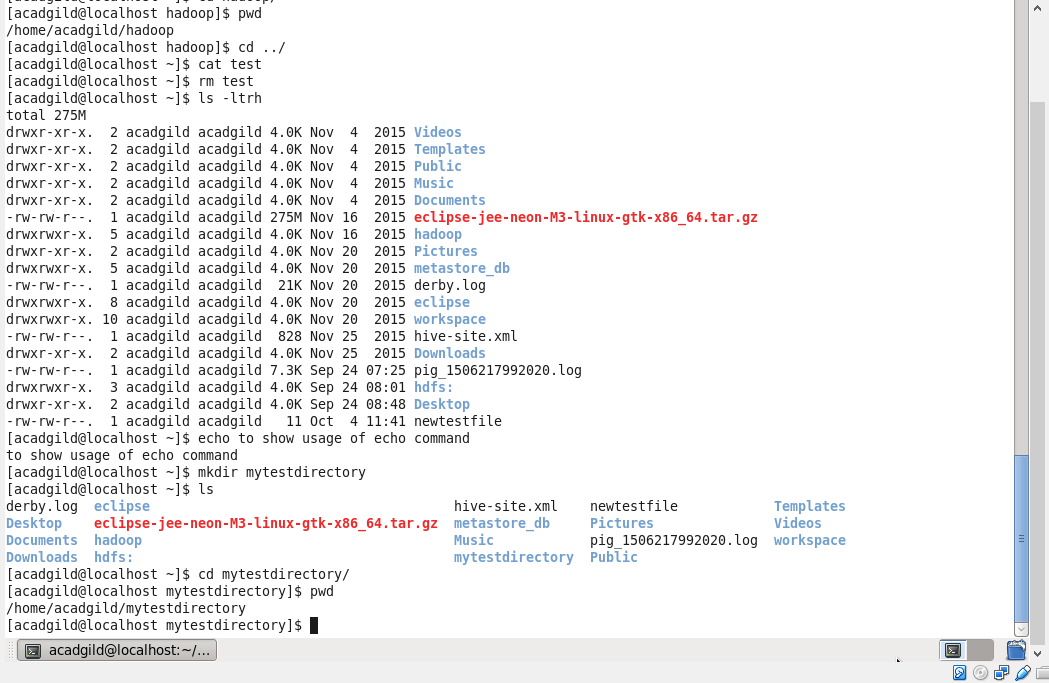 [acadgild@localhost hadoop]$ pwd
/home/acadgild/hadoop
[acadgild@localhost hadoop]$ cd ../
[acadgild@localhost ~]$ cat test
[acadgild@localhost ~]$ rm test
[acadgild@localhost ~]$ ls -ltrh
total 275M
drwxr-xr-x.  2 acadgild acadgild 4.0K Nov  4  2015 Videos
drwxr-xr-x.  2 acadgild acadgild 4.0K Nov  4  2015 Templates
drwxr-xr-x.  2 acadgild acadgild 4.0K Nov  4  2015 Public
drwxr-xr-x.  2 acadgild acadgild 4.0K Nov  4  2015 Music
drwxr-xr-x.  2 acadgild acadgild 4.0K Nov  4  2015 Documents
-rw-rw-r--.  1 acadgild acadgild 275M Nov 16  2015 eclipse-jee-neon-M3-linux-gtk-x86_64.tar.gz
drwxrwxr-x.  5 acadgild acadgild 4.0K Nov 16  2015 hadoop
drwxr-xr-x.  2 acadgild acadgild 4.0K Nov 20  2015 Pictures
drwxrwxr-x.  5 acadgild acadgild 4.0K Nov 20  2015 metastore_db
-rw-rw-r--.  1 acadgild acadgild  21K Nov 20  2015 derby.log
drwxrwxr-x.  8 acadgild acadgild 4.0K Nov 20  2015 eclipse
drwxrwxr-x. 10 acadgild acadgild 4.0K Nov 20  2015 workspace
-rw-rw-r--.  1 acadgild acadgild  828 Nov 25  2015 hive-site.xml
drwxr-xr-x.  2 acadgild acadgild 4.0K Nov 25  2015 Downloads
-rw-rw-r--.  1 acadgild acadgild 7.3K Sep 24 07:25 pig_1506217992020.log
drwxrwxr-x.  3 acadgild acadgild 4.0K Sep 24 08:01 hdfs:
drwxr-xr-x.  2 acadgild acadgild 4.0K Sep 24 08:48 Desktop
-rw-rw-r--.  1 acadgild acadgild   11 Oct  4 11:41 newtestfile
[acadgild@localhost ~]$ echo to show usage of echo command
to show usage of echo command
[acadgild@localhost ~]$ mkdir mytestdirectory
[acadgild@localhost ~]$ ls
derby.log  eclipse  hive-site.xml  newtestfile  Templates
Desktop  eclipse-jee-neon-M3-linux-gtk-x86_64.tar.gz  metastore_db  Pictures  Videos
Documents  hadoop  Music  pig_1506217992020.log  workspace
Downloads  hdfs:  mytestdirectory  Public
[acadgild@localhost ~]$ cd mytestdirectory/
[acadgild@localhost mytestdirectory]$ pwd
/home/acadgild/mytestdirectory
[acadgild@localhost mytestdirectory]$
acadgild@localhost:~/...